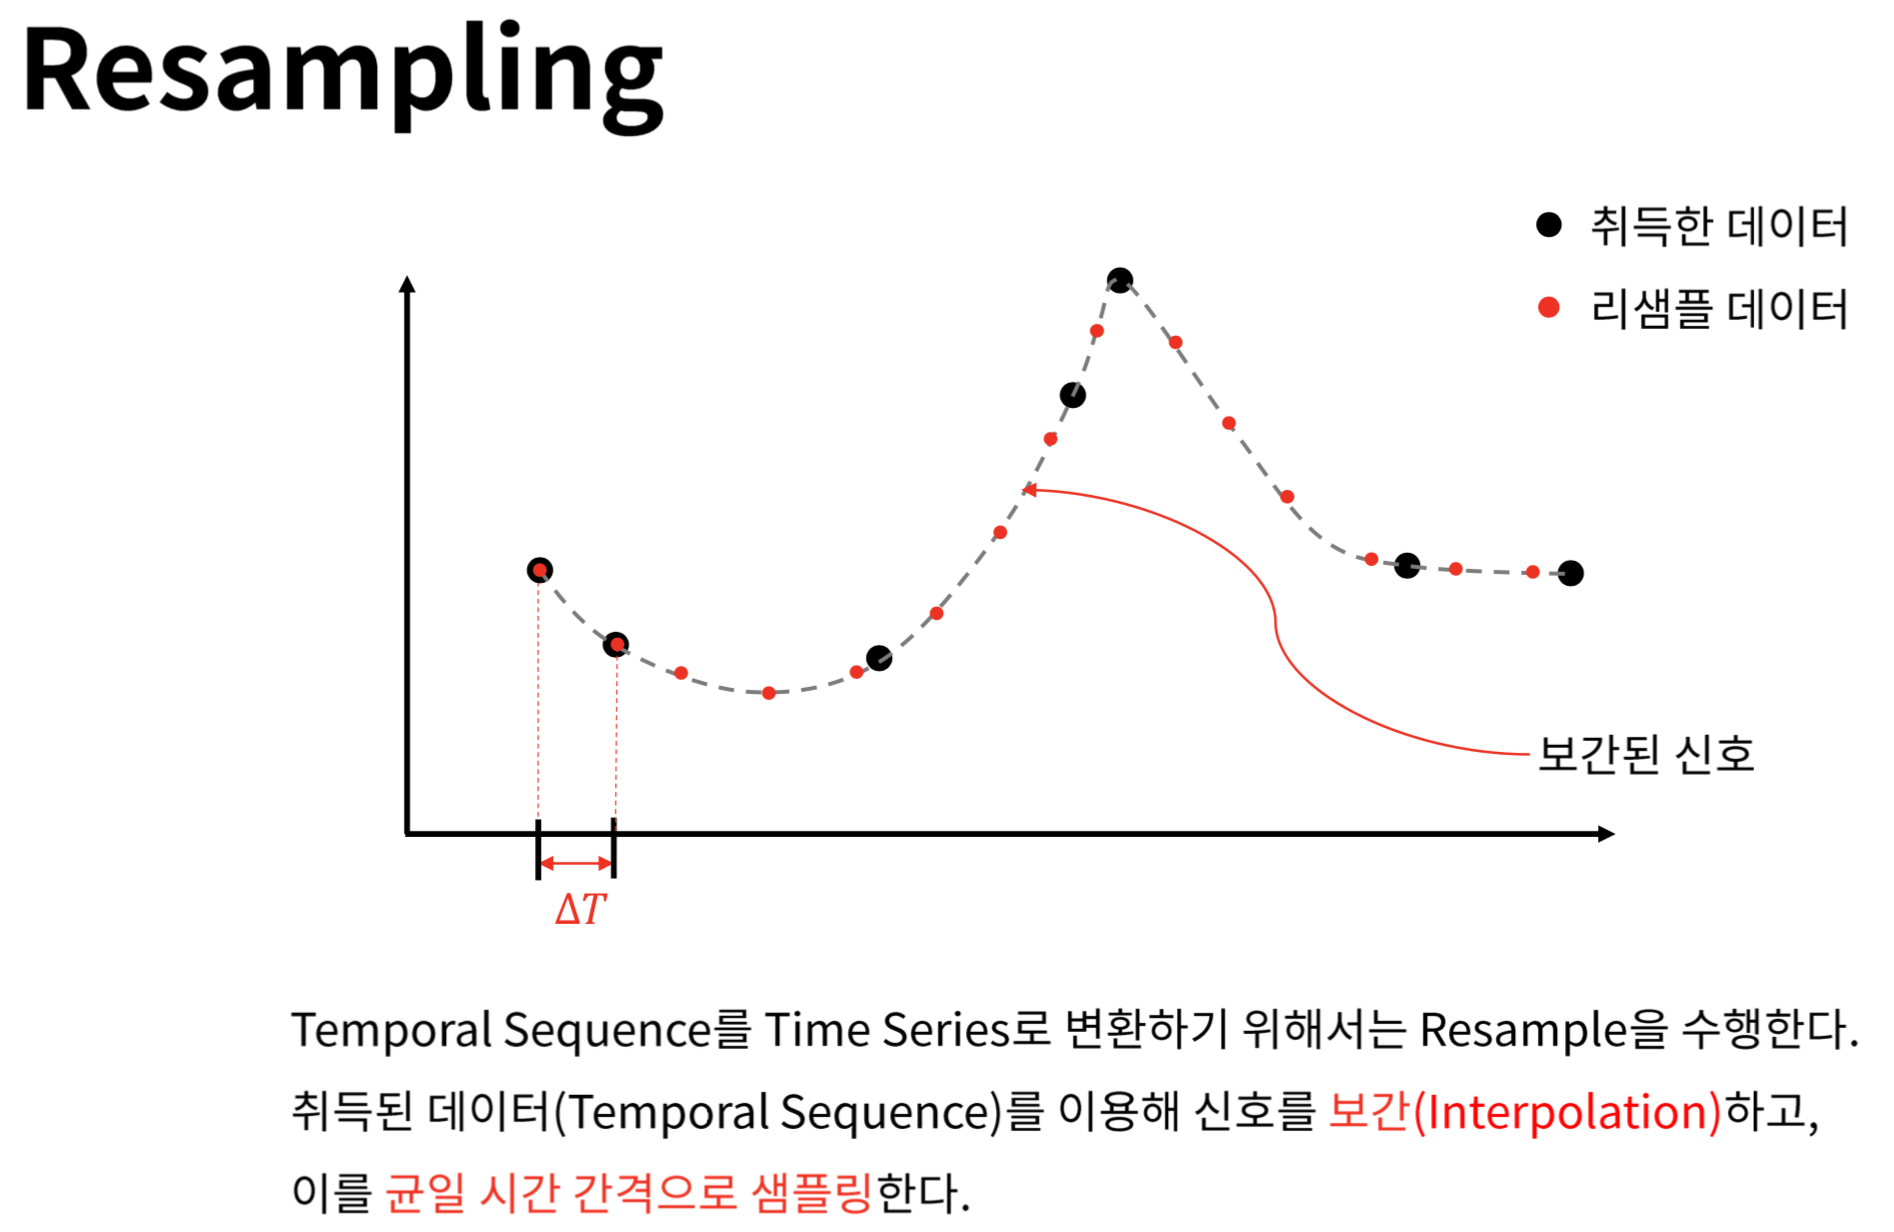 Resampling
취득한 데이터
리샘플 데이터
보간된 신호
ΔT
Temporal Sequence를 Time Series로 변환하기 위해서는 Resample을 수행한다.
취득된 데이터(Temporal Sequence)를 이용해 신호를 보간(Interpolation)하고,
이를 균일 시간 간격으로 샘플링한다.